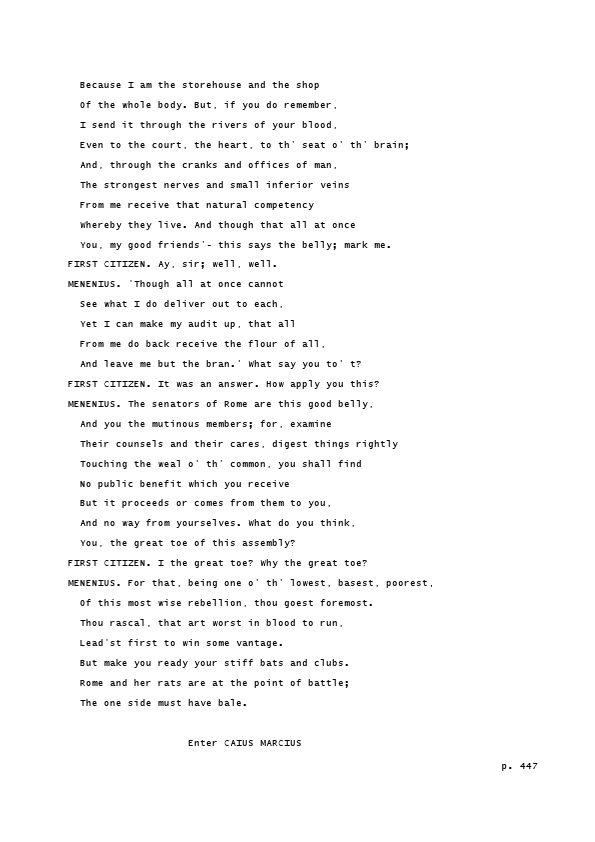 Because I am the storehouse and the shop
Of the whole body. But, if you do remember,
I send it through the rivers of your blood,
Even to the court, the heart, to th' seat o' th' brain;
And, through the cranks and offices of man,
The strongest nerves and small inferior veins
From me receive that natural competency
Whereby they live. And though that all at once
You, my good friends'- this says the belly; mark me.
FIRST CITIZEN. Ay, sir; well, well.
MENENIUS. 'Though all at once cannot
See what I do deliver out to each,
Yet I can make my audit up, that all
From me do back receive the flour of all,
And leave me but the bran.' What say you to' t?
FIRST CITIZEN. It was an answer. How apply you this?
MENENIUS. The senators of Rome are this good belly,
And you the mutinous members; for, examine
Their counsels and their cares, digest things rightly
Touching the weal o' th' common, you shall find
No public benefit which you receive
But it proceeds or comes from them to you,
And no way from yourselves. What do you think,
You, the great toe of this assembly?
FIRST CITIZEN. I the great toe? Why the great toe?
MENENIUS. For that, being one o' th' lowest, basest, poorest,
Of this most wise rebellion, thou goest foremost.
Thou rascal, that art worst in blood to run,
Lead'st first to win some vantage.
But make you ready your stiff bats and clubs.
Rome and her rats are at the point of battle;
The one side must have bale.
Enter CAIUS MARCIUS
p. 447